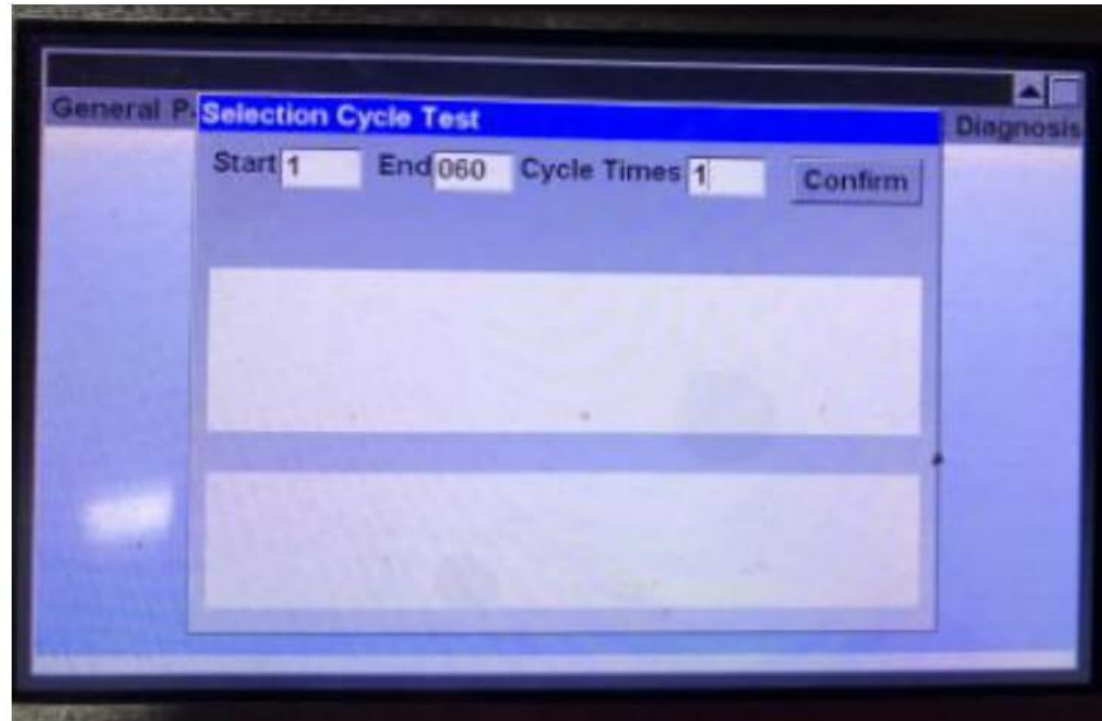 General P
Selection Cycle Test
Diagnosis
Start 1 End 060 Cycle Times 1 Confirm